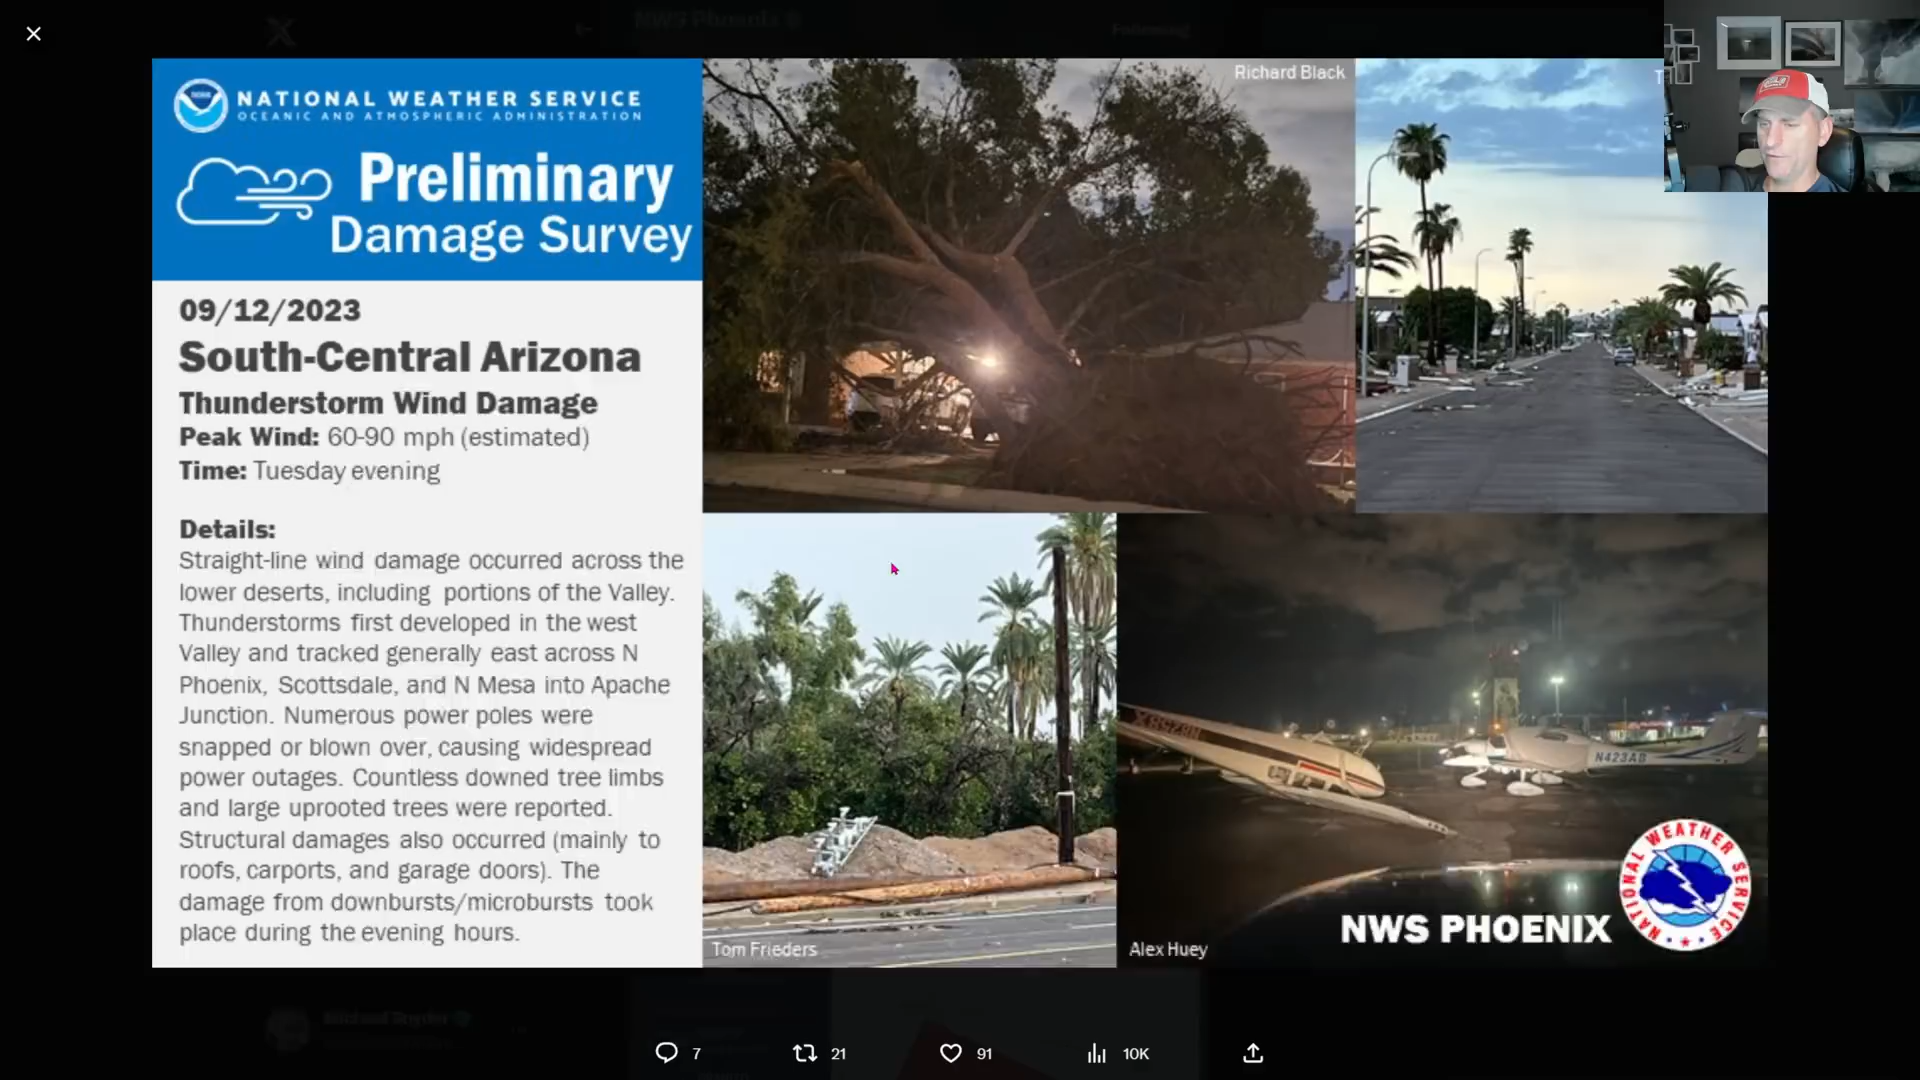 NWS Phoenix
Following
NATIONAL WEATHER SERVICE
OCEANIC AND ATMOSPHERIC ADMINISTRATION
Preliminary
Damage Survey
09/12/2023
South-Central Arizona
Thunderstorm Wind Damage
Peak Wind: 60-90 mph (estimated)
Time: Tuesday evening
Details:
Straight-line wind damage occurred across the
lower deserts, including portions of the Valley.
Thunderstorms first developed in the west
Valley and tracked generally east across N
Phoenix, Scottsdale, and N Mesa into Apache
Junction. Numerous power poles were
snapped or blown over, causing widespread
power outages. Countless downed tree limbs
and large uprooted trees were reported.
Structural damages also occurred (mainly to
roofs, carports, and garage doors). The
damage from downbursts/microbursts took
place during the evening hours.
Richard Black
T
Tom Frieders
Alex Huey
N423AB
NWS PHOENIX
NATIONAL WEATHER SERVICE
7
21
91
10K